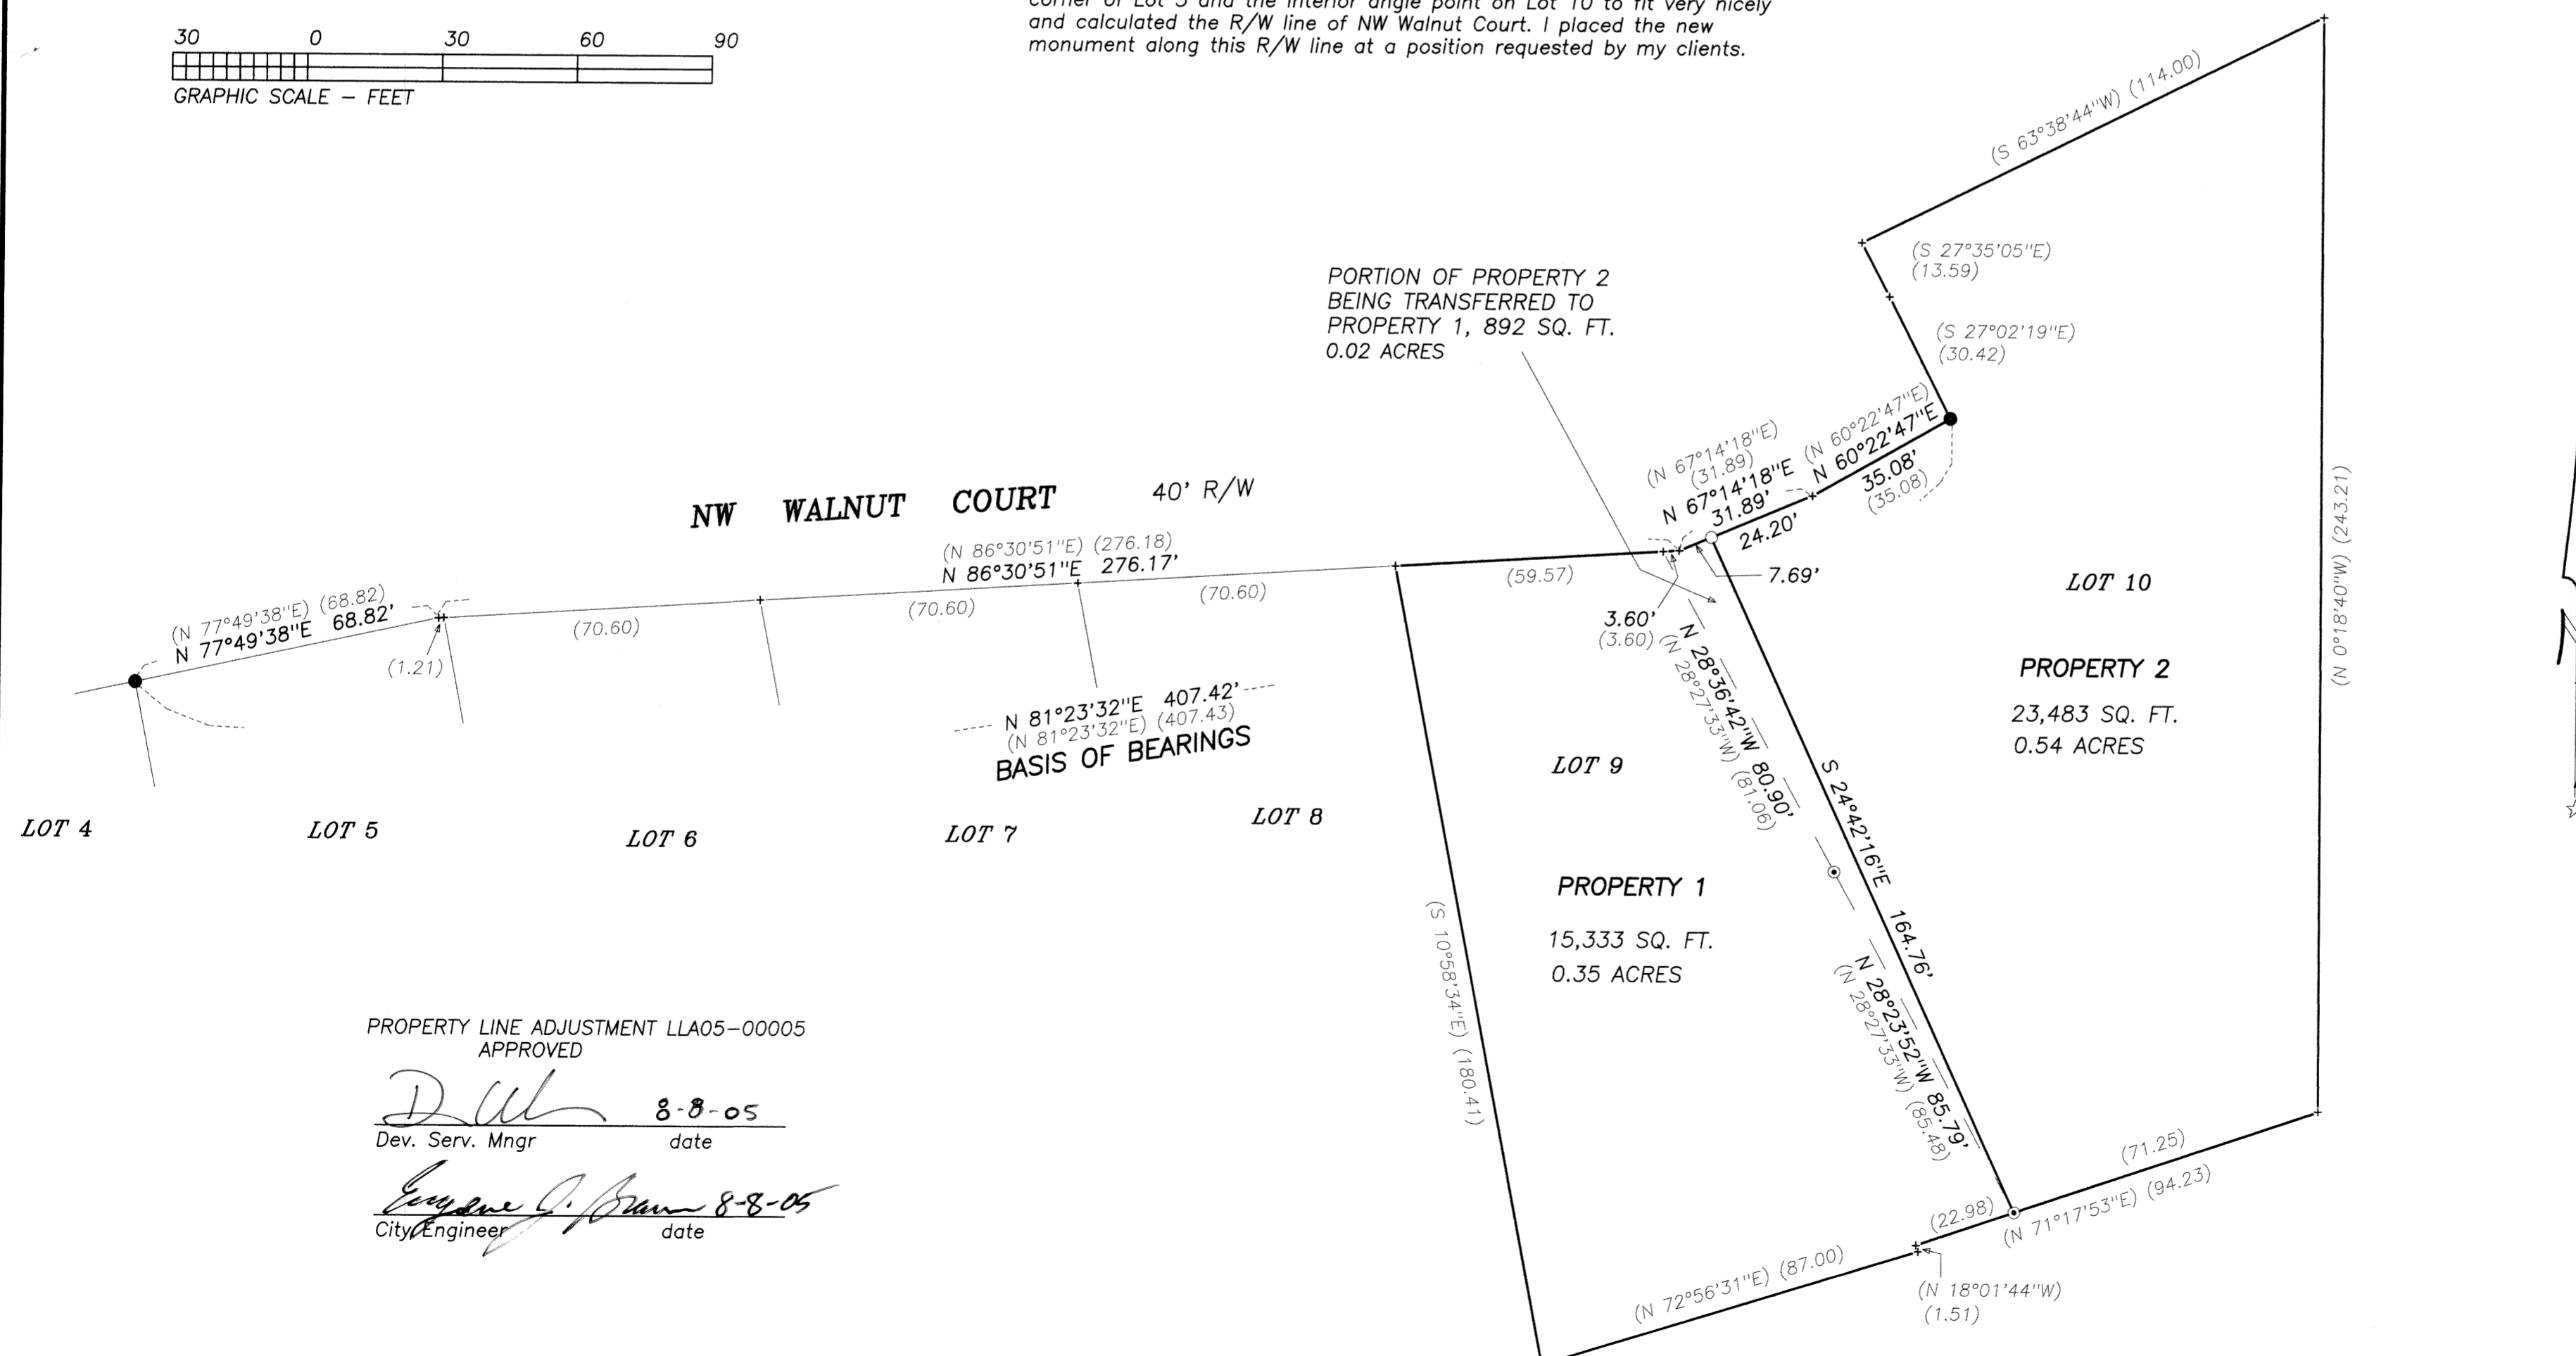 corner of Lot 5 and the interior angle point on Lot 10 to fit very nicely
and calculated the R/W line of NW Walnut Court. I placed the new
monument along this R/W line at a position requested by my clients.
30 0 30 60 90
GRAPHIC SCALE – FEET
(S 63°38'44"W) (114.00)
(S 27°35'05"E)
(13.59)
(S 27°02'19"E)
(30.42)
PORTION OF PROPERTY 2
BEING TRANSFERRED TO
PROPERTY 1, 892 SQ. FT.
0.02 ACRES
(N 67°14'18"E)
(31.89)
N 67°14'18"E
31.89'
(N 60°22'47"E)
N 60°22'47"E
35.08'
(35.08)
24.20'
7.69'
3.60'
(3.60)
(N 0°18'40"W) (243.21)
NW WALNUT COURT 40' R/W
(N 86°30'51"E) (276.18)
N 86°30'51"E 276.17'
(N 77°49'38"E) (68.82)
N 77°49'38"E 68.82'
(1.21)
(70.60)
(70.60)
(70.60)
(59.57)
N 81°23'32"E 407.42'
(N 81°23'32"E) (407.43)
BASIS OF BEARINGS
LOT 4
LOT 5
LOT 6
LOT 7
LOT 8
LOT 9
LOT 10
PROPERTY 2
23,483 SQ. FT.
0.54 ACRES
N 28°36'42"W 80.90'
(N 28°27'33"W) (81.06)
S 24°42'16"E 164.76'
PROPERTY 1
15,333 SQ. FT.
0.35 ACRES
N 28°23'52"W 85.79'
(N 28°27'33"W) (85.48)
(S 10°58'34"E) (180.41)
(71.25)
(22.98)
(N 71°17'53"E) (94.23)
(N 72°56'31"E) (87.00)
(N 18°01'44"W)
(1.51)
PROPERTY LINE ADJUSTMENT LLA05-00005
APPROVED
8-8-05
Dev. Serv. Mngr date
Eugene J. Braun 8-8-05
City Engineer date